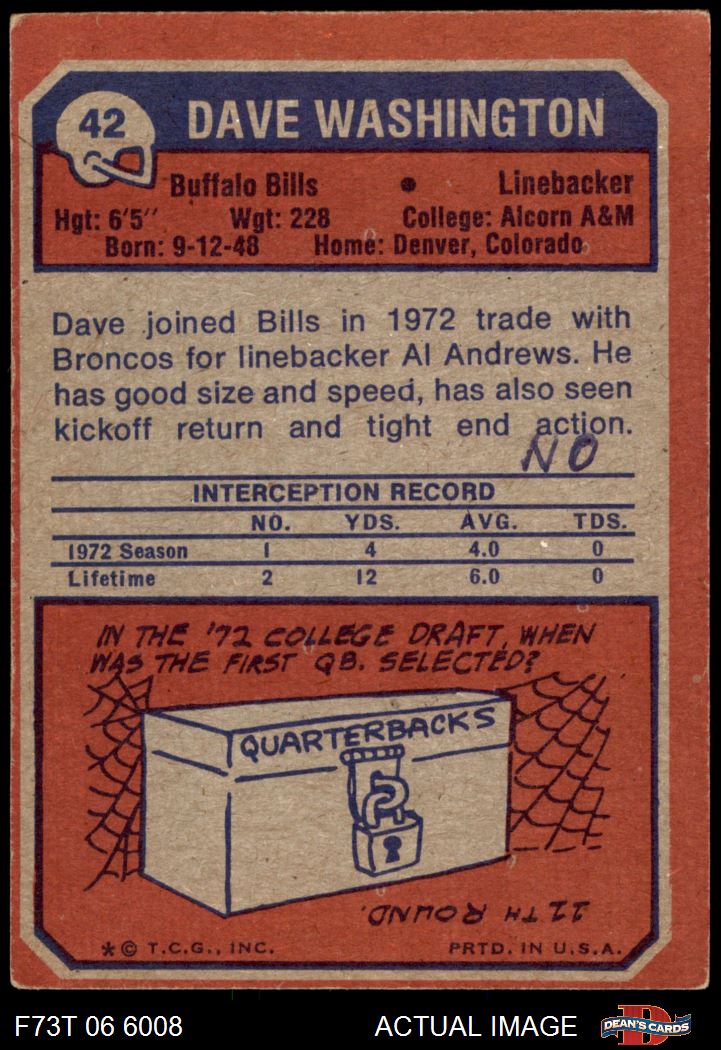 42
DAVE WASHINGTON
Buffalo Bills • Linebacker
Hgt: 6'5" Wgt: 228 College: Alcorn A&M
Born: 9-12-48 Home: Denver, Colorado
Dave joined Bills in 1972 trade with
Broncos for linebacker Al Andrews. He
has good size and speed, has also seen
kickoff return and tight end action.
NO
INTERCEPTION RECORD
NO. YDS. AVG. TDS.
1972 Season 1 4 4.0 0
Lifetime 2 12 6.0 0
IN THE '72 COLLEGE DRAFT, WHEN
WAS THE FIRST QB. SELECTED?
QUARTERBACKS
11TH ROUND.
*© T.C.G., INC. PRTD. IN U.S.A.
F73T 06 6008 ACTUAL IMAGE D DEAN'S CARDS